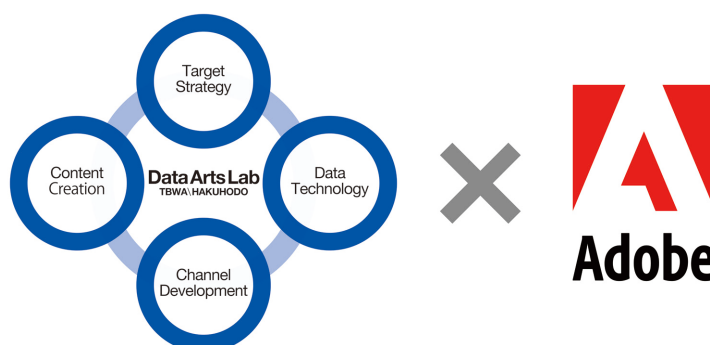 Target
Strategy
Content
Creation
Data Arts Lab
TBWA\HAKUHODO
Data
Technology
Channel
Development
Adobe